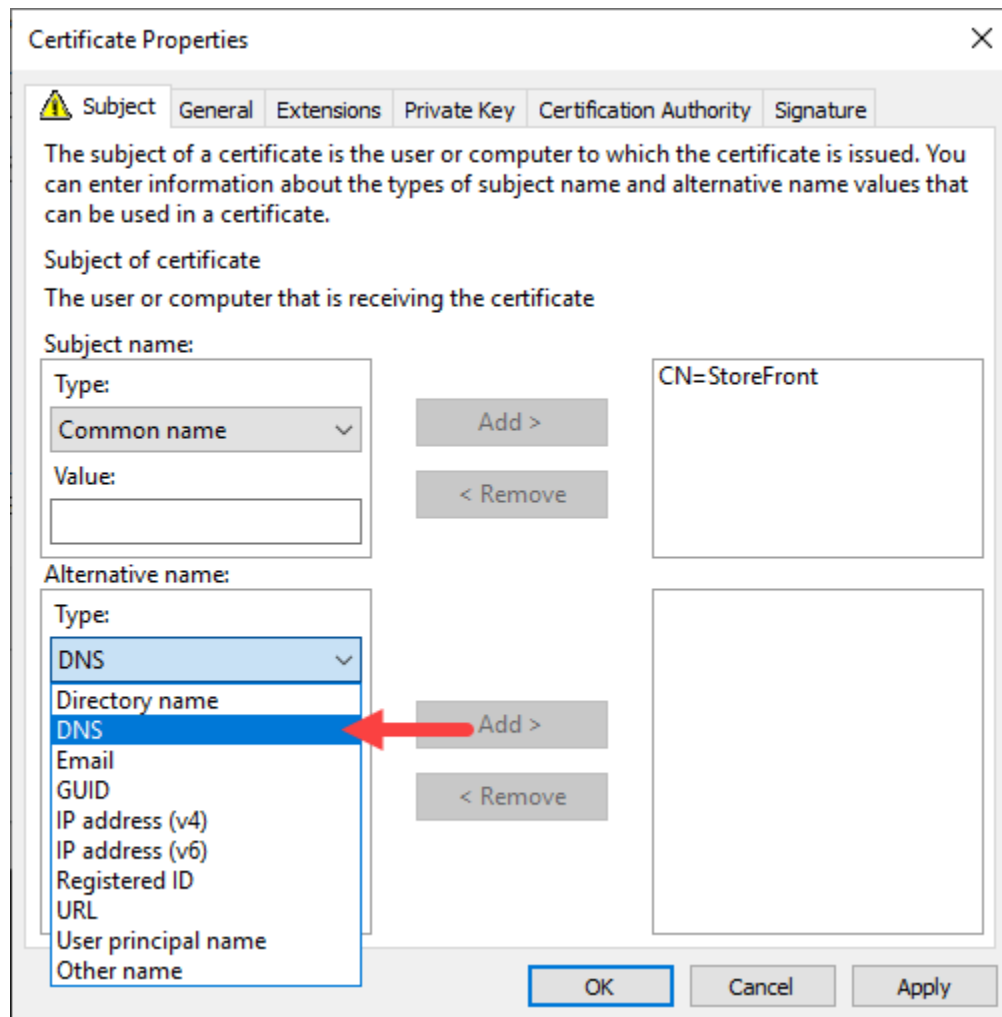 Certificate Properties
Subject General Extensions Private Key Certification Authority Signature
The subject of a certificate is the user or computer to which the certificate is issued. You
can enter information about the types of subject name and alternative name values that
can be used in a certificate.
Subject of certificate
The user or computer that is receiving the certificate
Subject name:
Type:
Common name
Value:
Add >
< Remove
CN=StoreFront
Alternative name:
Type:
DNS
Directory name
DNS
Email
GUID
IP address (v4)
IP address (v6)
Registered ID
URL
User principal name
Other name
Add >
< Remove
OK Cancel Apply